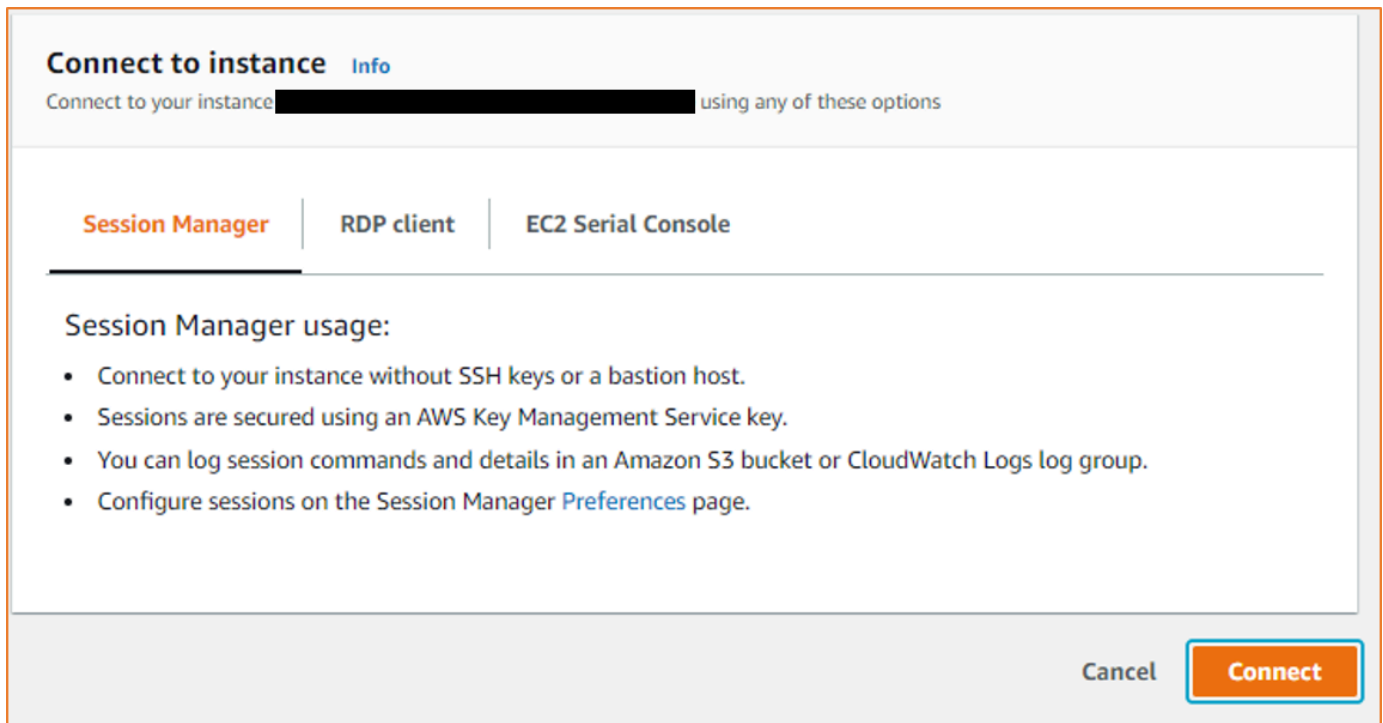 Connect to instance Info
Connect to your instance using any of these options
Session Manager RDP client EC2 Serial Console
Session Manager usage:
• Connect to your instance without SSH keys or a bastion host.
• Sessions are secured using an AWS Key Management Service key.
• You can log session commands and details in an Amazon S3 bucket or CloudWatch Logs log group.
• Configure sessions on the Session Manager Preferences page.
Cancel Connect